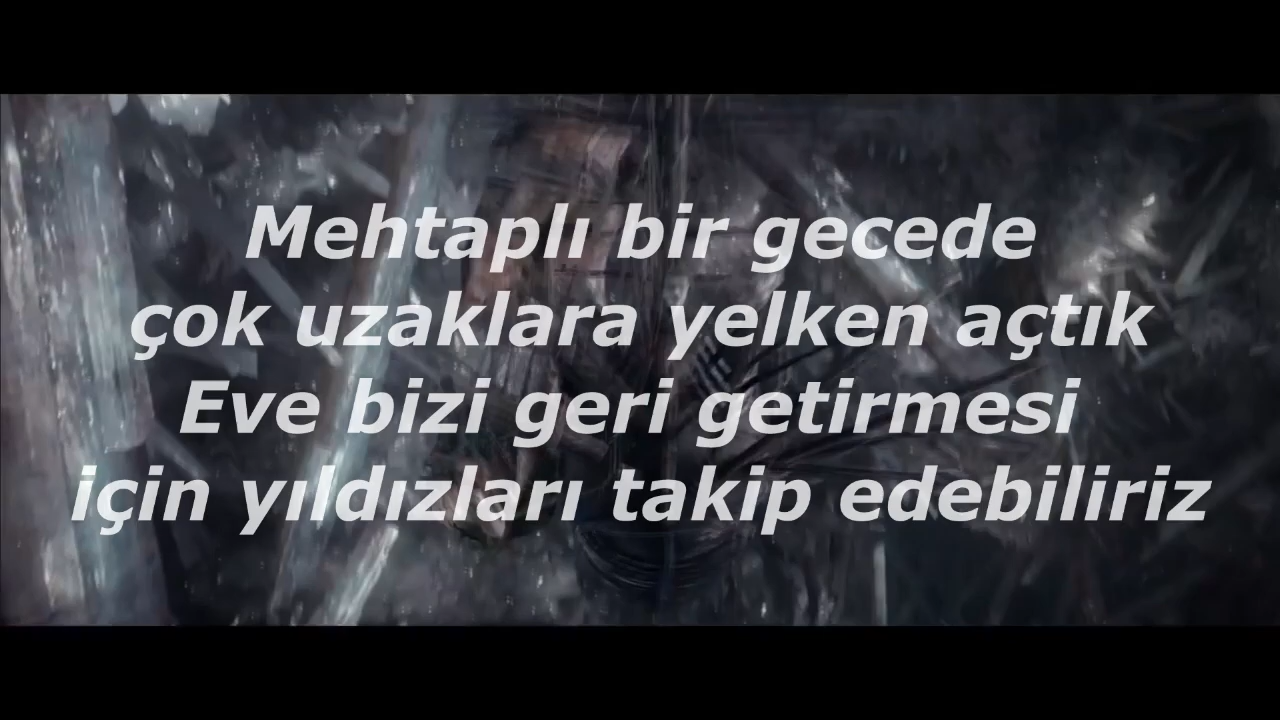 Mehtaplı bir gecede
çok uzaklara yelken açtık
Eve bizi geri getirmesi
için yıldızları takip edebiliriz